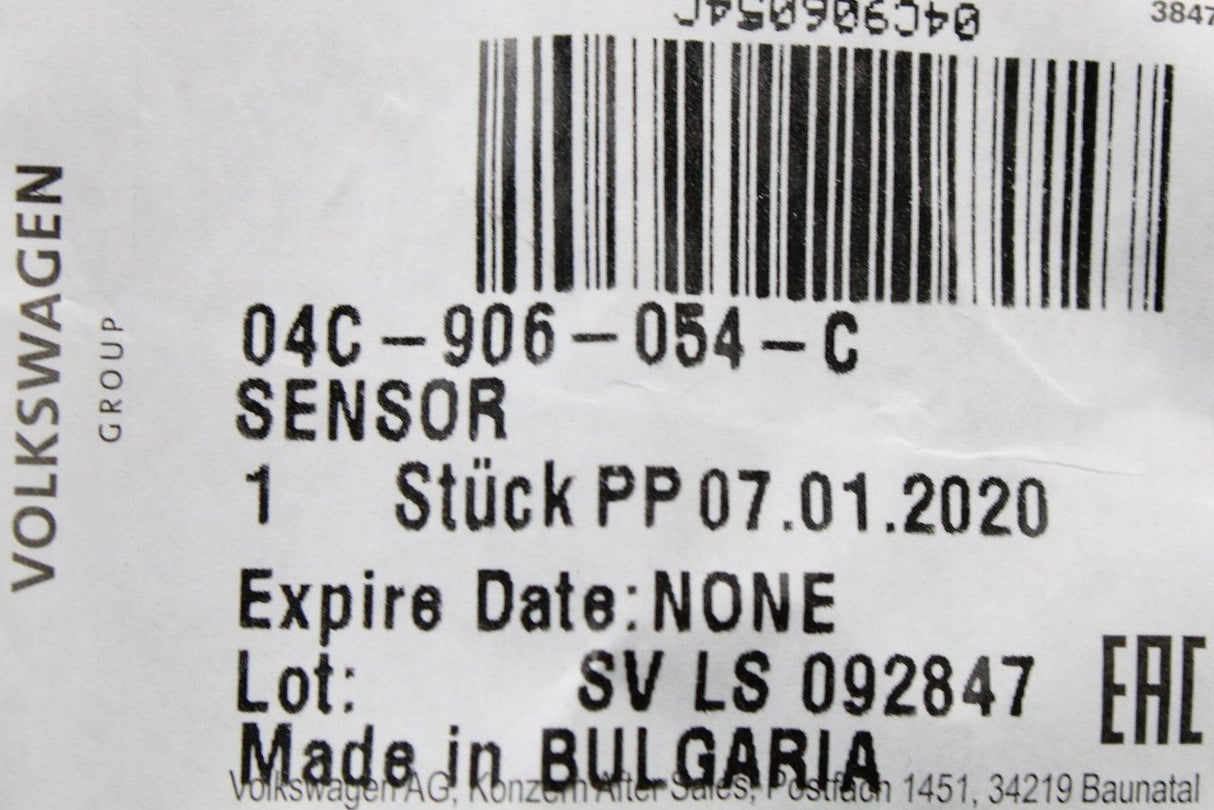 04C906054C
3847
VOLKSWAGEN
GROUP
04C-906-054-C
SENSOR
1 Stück PP 07.01.2020
Expire Date: NONE
Lot: SV LS 092847
EAC
Made in BULGARIA
Volkswagen AG, Konzern After Sales, Postfach 1451, 34219 Baunatal